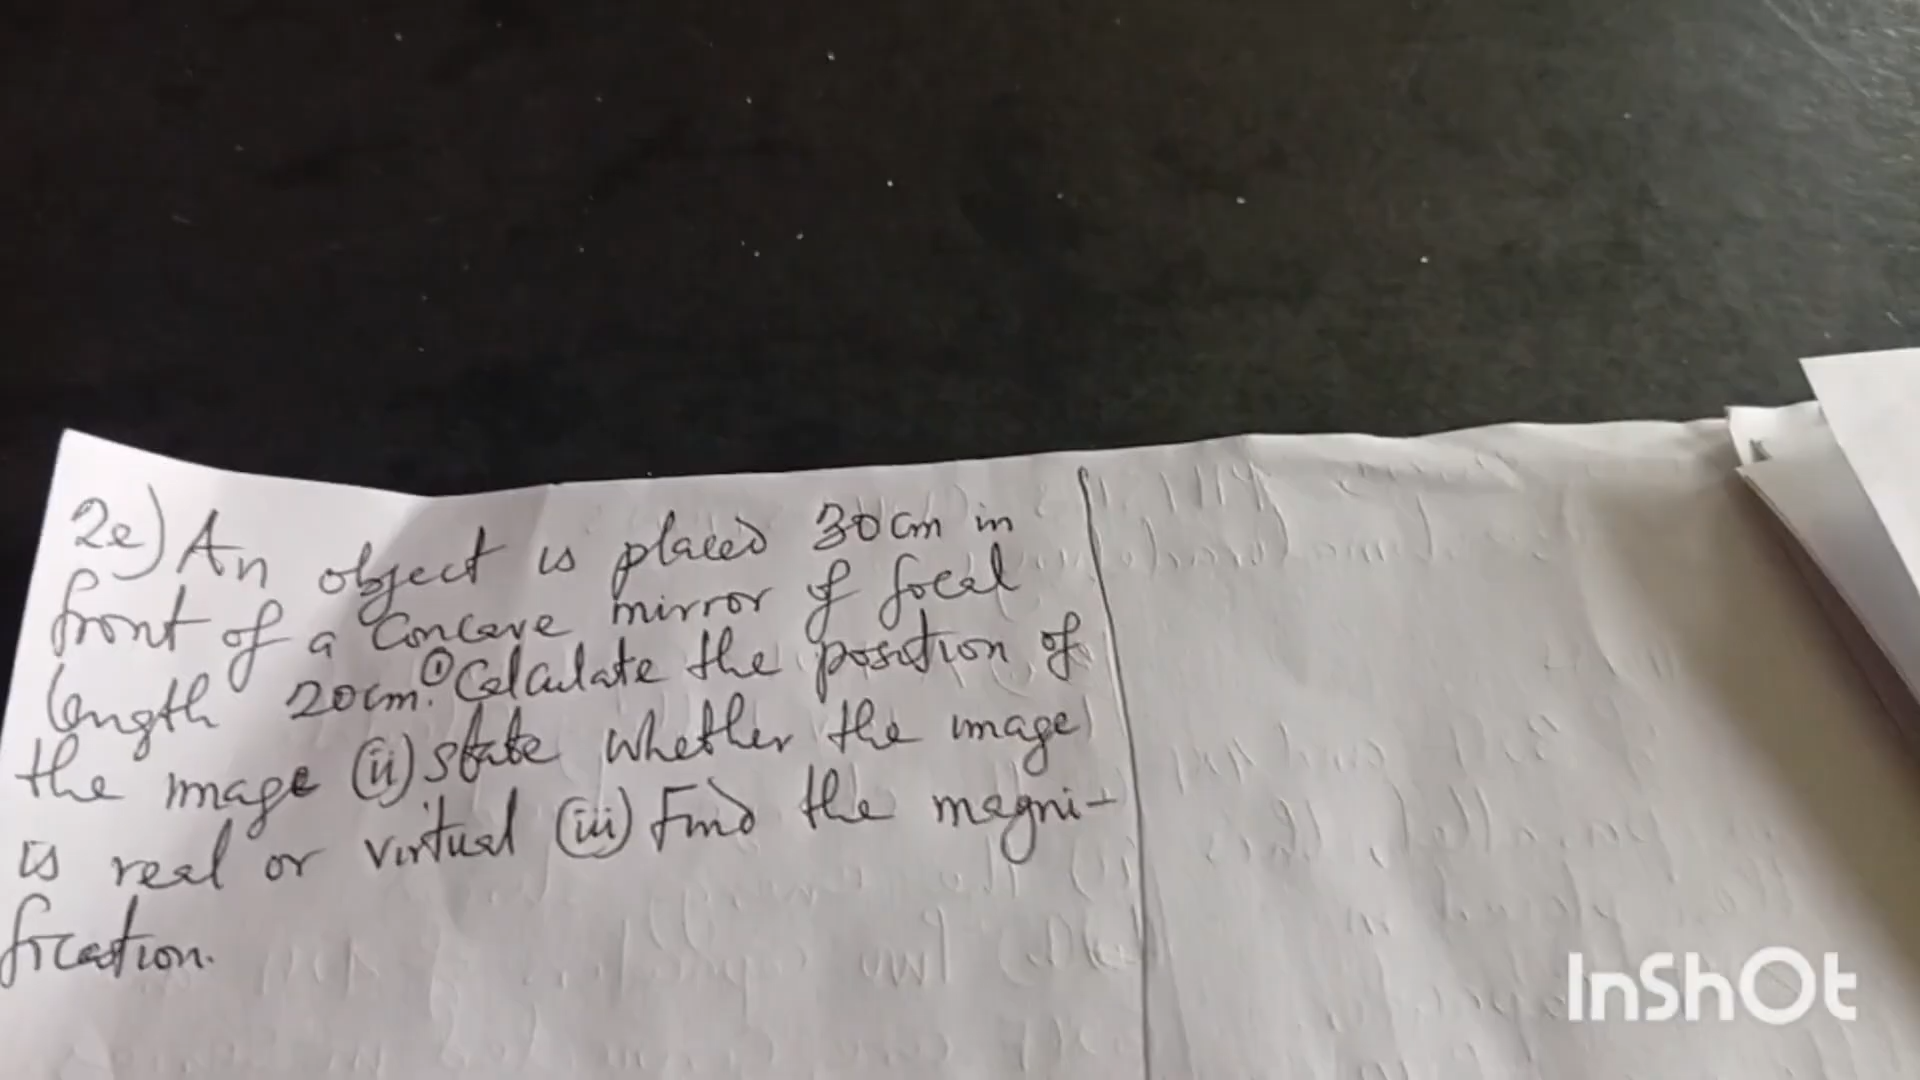 2e) An object is placed 30cm in
front of a concave mirror of focal
length 20cm. (i) Calculate the position of
the image (ii) state whether the image
is real or virtual (iii) Find the magni-
fication.
InShOt